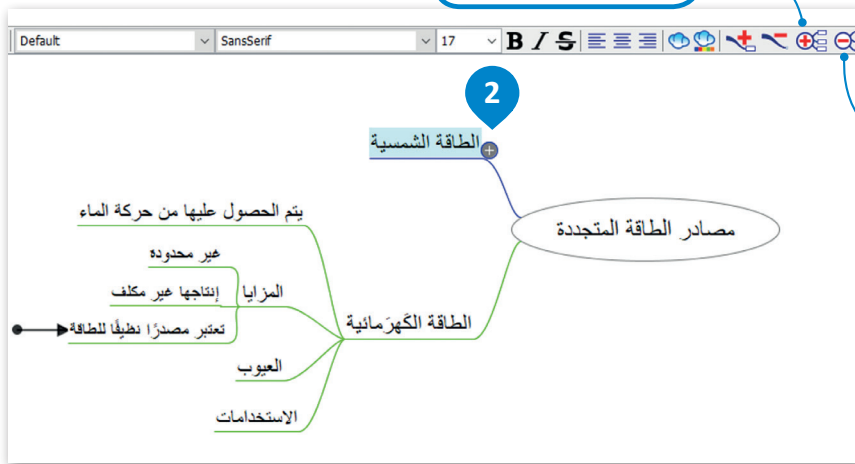 Default SansSerif 17 B I S
2
الطاقة الشمسية
مصادر الطاقة المتجددة
يتم الحصول عليها من حركة الماء
غير محدودة
المزايا
إنتاجها غير مكلف
تعتبر مصدرًا نظيفًا للطاقة
الطاقة الكَهرَمائية
العيوب
الاستخدامات